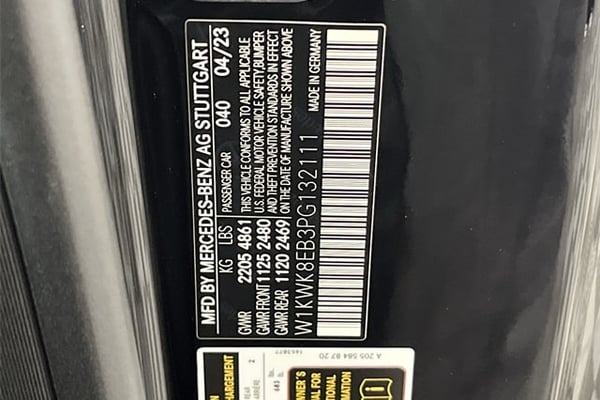 MFD BY MERCEDES-BENZ AG STUTTGART
KG LBS PASSENGER CAR 040 04/23
GVWR 2205 4861 THIS VEHICLE CONFORMS TO ALL APPLICABLE
GAWR FRONT 1125 2480 U.S. FEDERAL MOTOR VEHICLE SAFETY, BUMPER
GAWR REAR 1120 2469 AND THEFT PREVENTION STANDARDS IN EFFECT
ON THE DATE OF MANUFACTURE SHOWN ABOVE
W1KWK8EB3PG132111 MADE IN GERMANY
A 205 584 87 20
2
CHARGEMENT